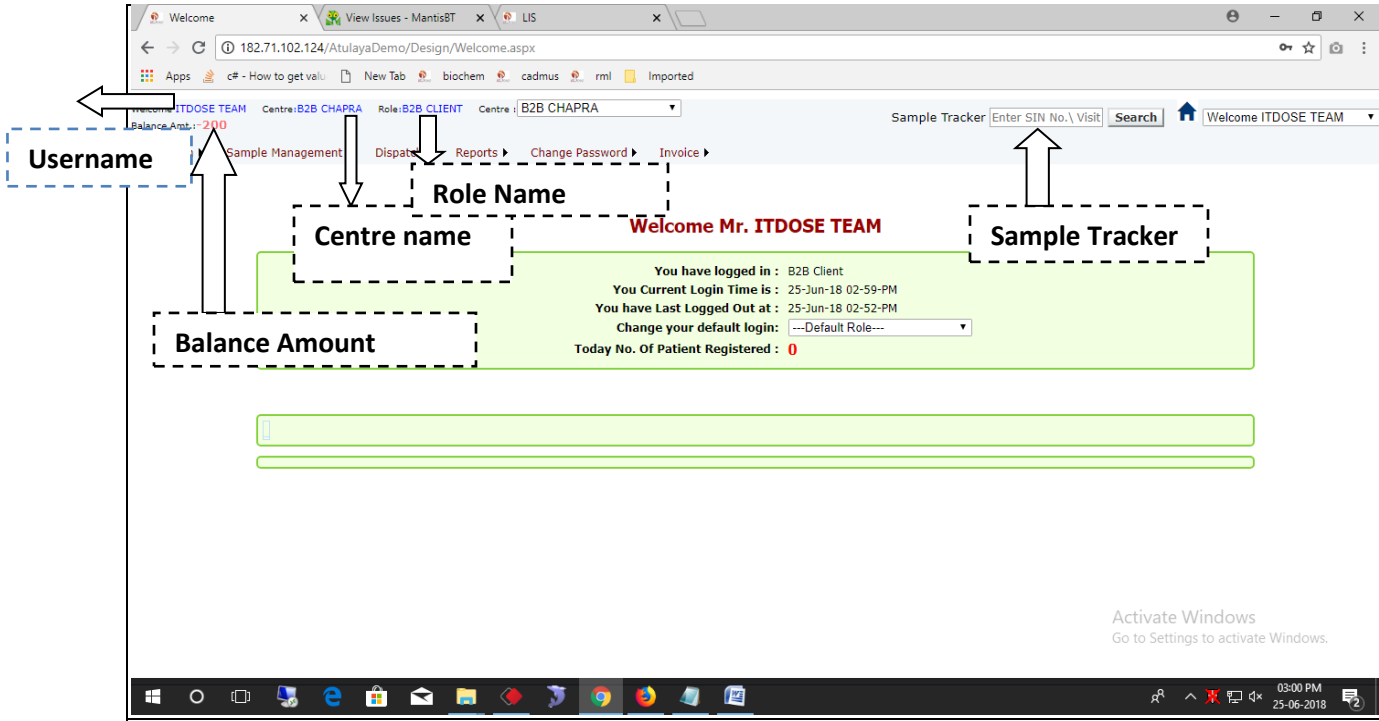 Welcome
View Issues - MantisBT
LIS
182.71.102.124/AtulayaDemo/Design/Welcome.aspx
Apps c# - How to get valu New Tab biochem cadmus rml Imported
ITDOSE TEAM Centre:B2B CHAPRA Role:B2B CLIENT Centre : B2B CHAPRA
Balance Amt.:-200
Sample Tracker Enter SIN No.\ Visit Search Welcome ITDOSE TEAM
Sample Management Reports Change Password Invoice
Username
Role Name
Centre name
Sample Tracker
Balance Amount
Welcome Mr. ITDOSE TEAM
You have logged in : B2B Client
You Current Login Time is : 25-Jun-18 02-59-PM
You have Last Logged Out at : 25-Jun-18 02-52-PM
Change your default login: ---Default Role---
Today No. Of Patient Registered : 0
Activate Windows
Go to Settings to activate Windows.
03:00 PM
25-06-2018
2